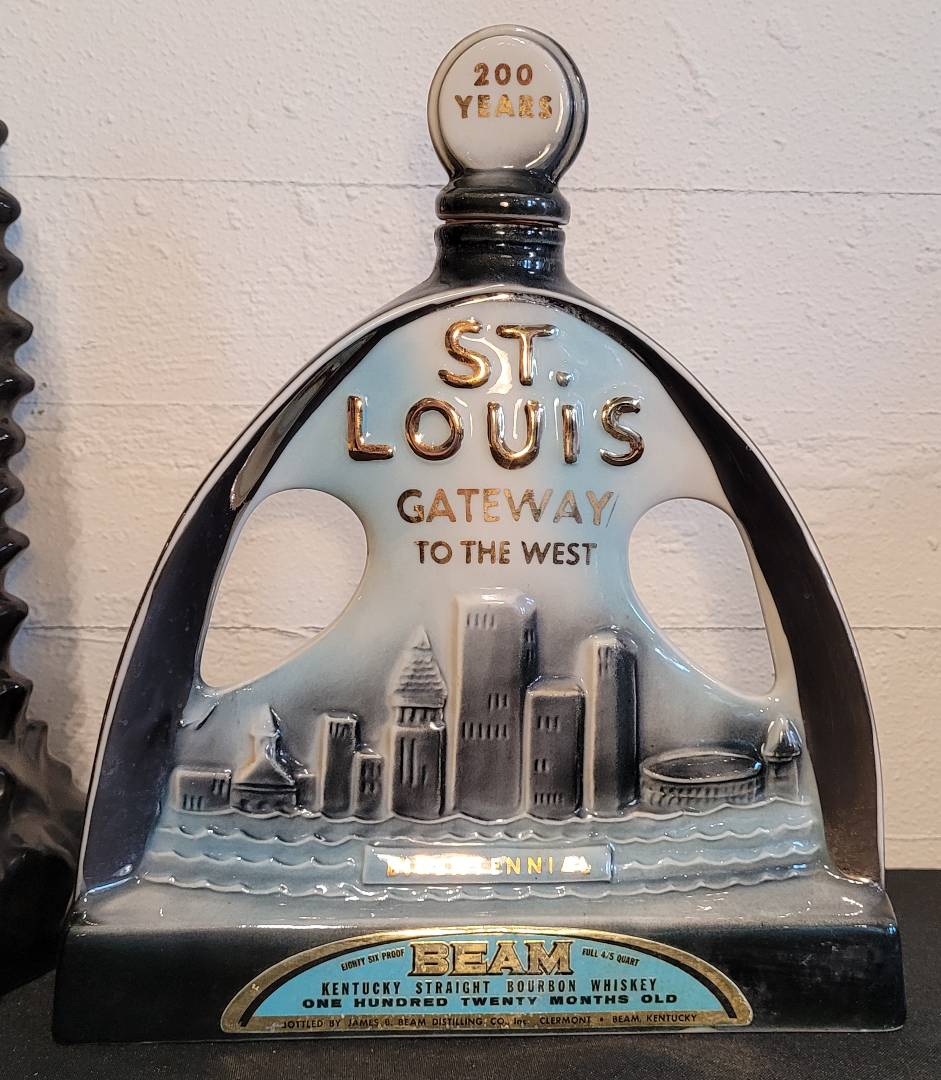 200
YEARS
ST.
LOUIS
GATEWAY
TO THE WEST
BICENTENNIAL
EIGHTY SIX PROOF BEAM FULL 4/5 QUART
KENTUCKY STRAIGHT BOURBON WHISKEY
ONE HUNDRED TWENTY MONTHS OLD
BOTTLED BY JAMES B. BEAM DISTILLING CO., Inc. CLERMONT • BEAM, KENTUCKY